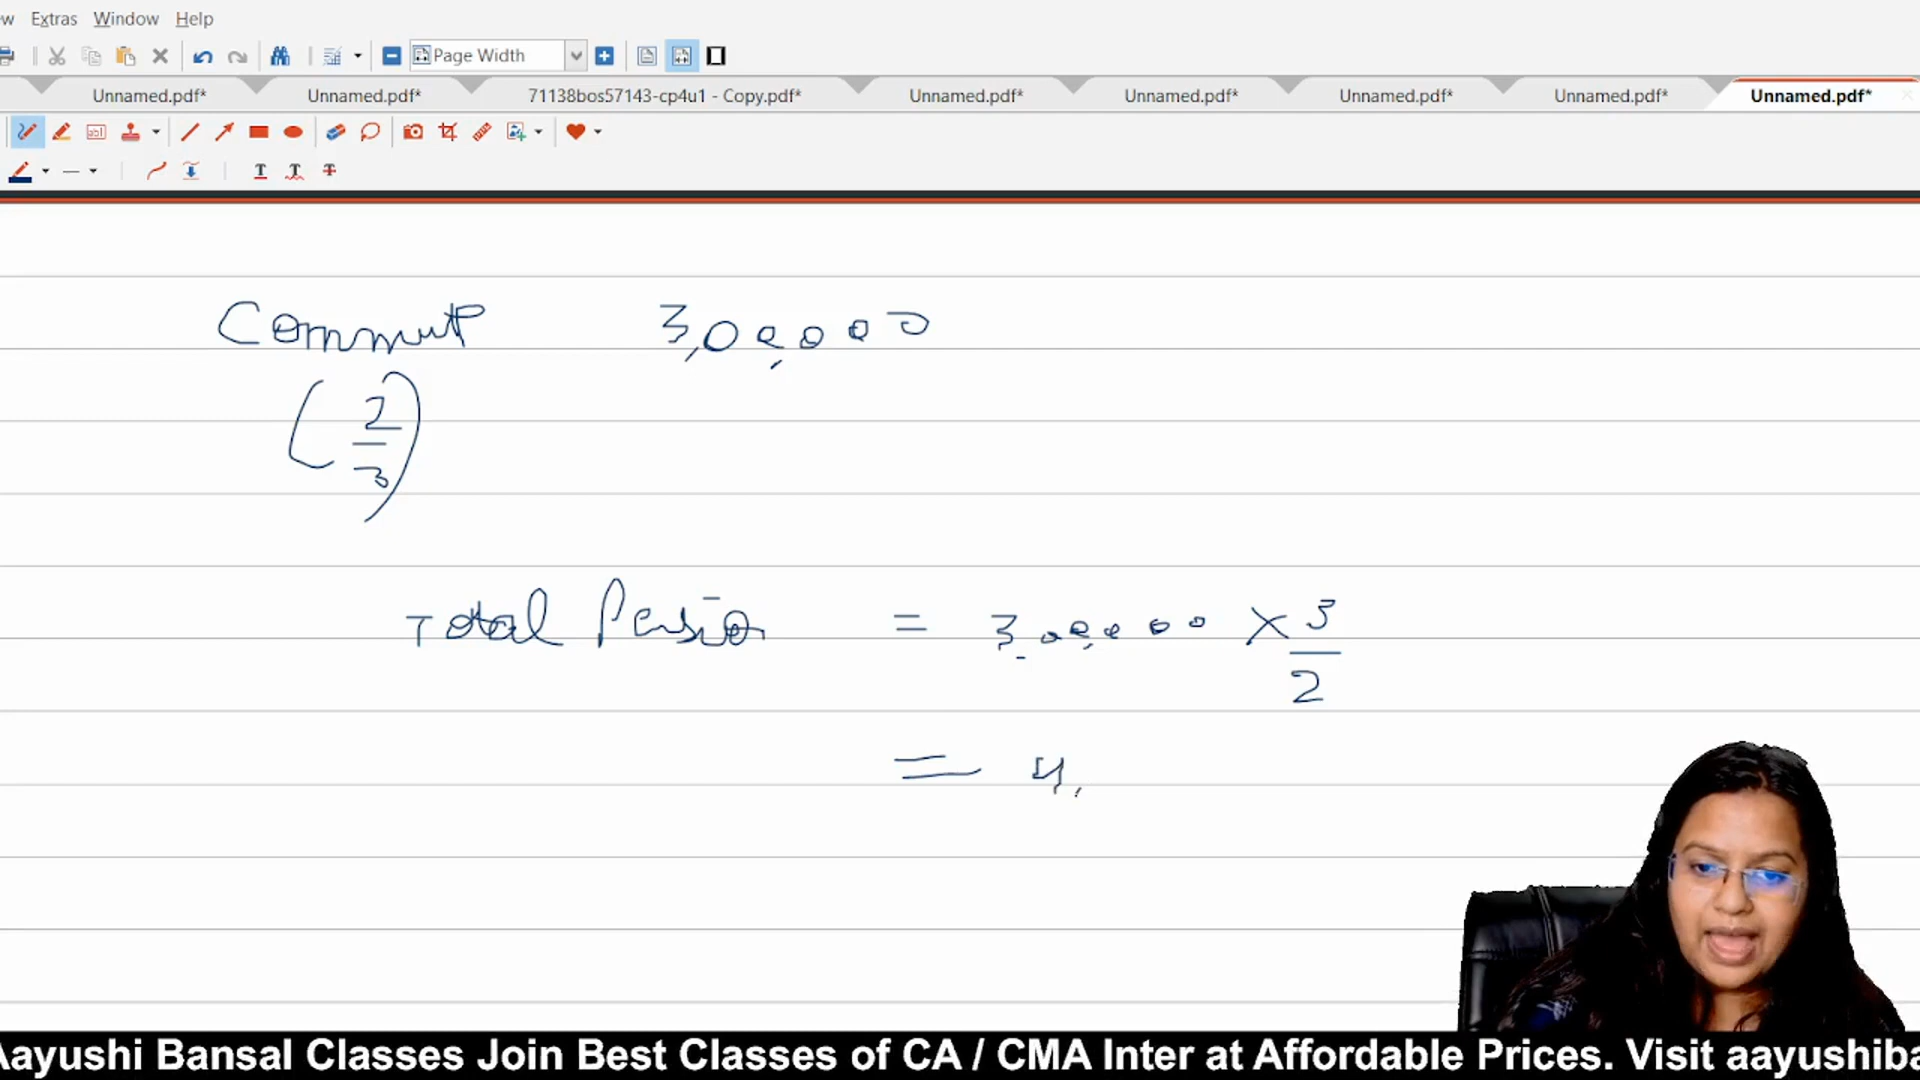 Extras Window Help
Page Width
Unnamed.pdf* Unnamed.pdf* 71138bos57143-cp4u1 - Copy.pdf* Unnamed.pdf* Unnamed.pdf* Unnamed.pdf* Unnamed.pdf* Unnamed.pdf*
Commut 3,00,000
(2/3)
Total Pension = 3,00,000 × 3/2
= 4,
Aayushi Bansal Classes Join Best Classes of CA / CMA Inter at Affordable Prices. Visit aayushiba